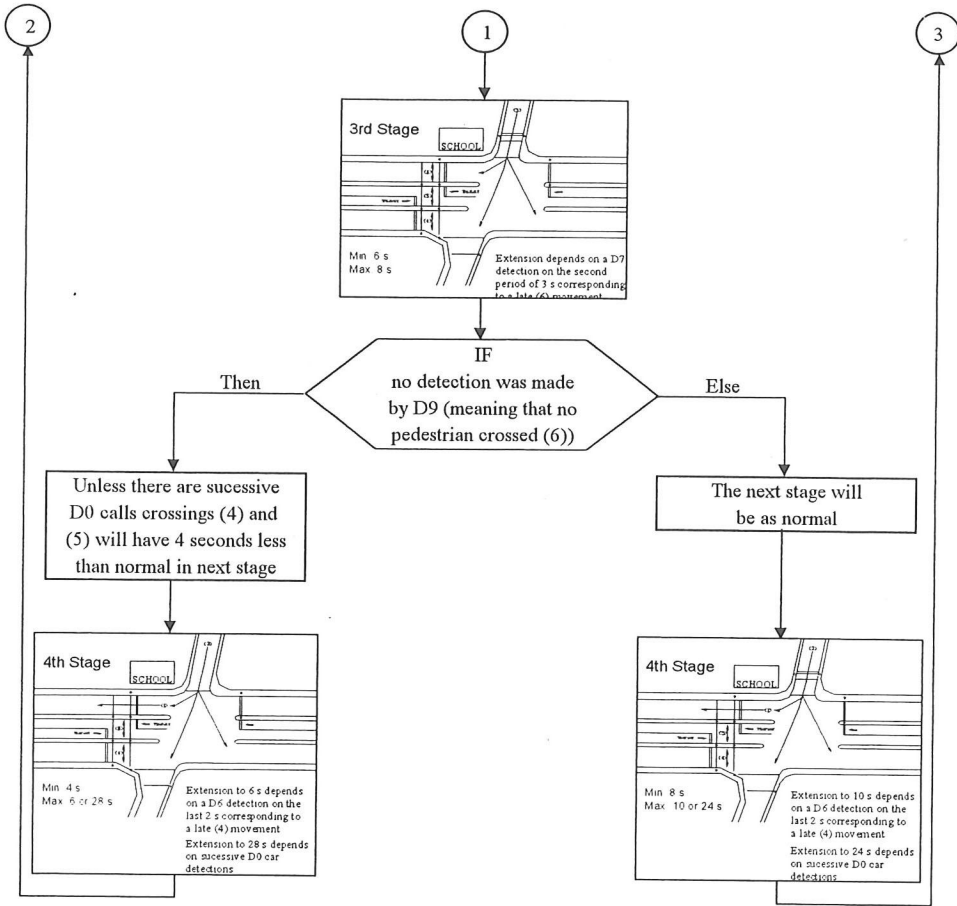 2
1
3
3rd Stage
SCHOOL
Min 6 s
Max 8 s
Extension depends on a D7
detection on the second
period of 3 s corresponding
to a late (6) movement
IF
no detection was made
by D9 (meaning that no
pedestrian crossed (6))
Then
Else
Unless there are sucessive
D0 calls crossings (4) and
(5) will have 4 seconds less
than normal in next stage
The next stage will
be as normal
4th Stage
SCHOOL
Min 4 s
Max 6 or 28 s
Extension to 6 s depends
on a D6 detection on the
last 2 s corresponding to
a late (4) movement
Extension to 28 s depends
on sucessive D0 car
detections
4th Stage
SCHOOL
Min 8 s
Max 10 or 24 s
Extension to 10 s depends
on a D6 detection on the
last 2 s corresponding to
a late (4) movement
Extension to 24 s depends
on sucessive D0 car
detections